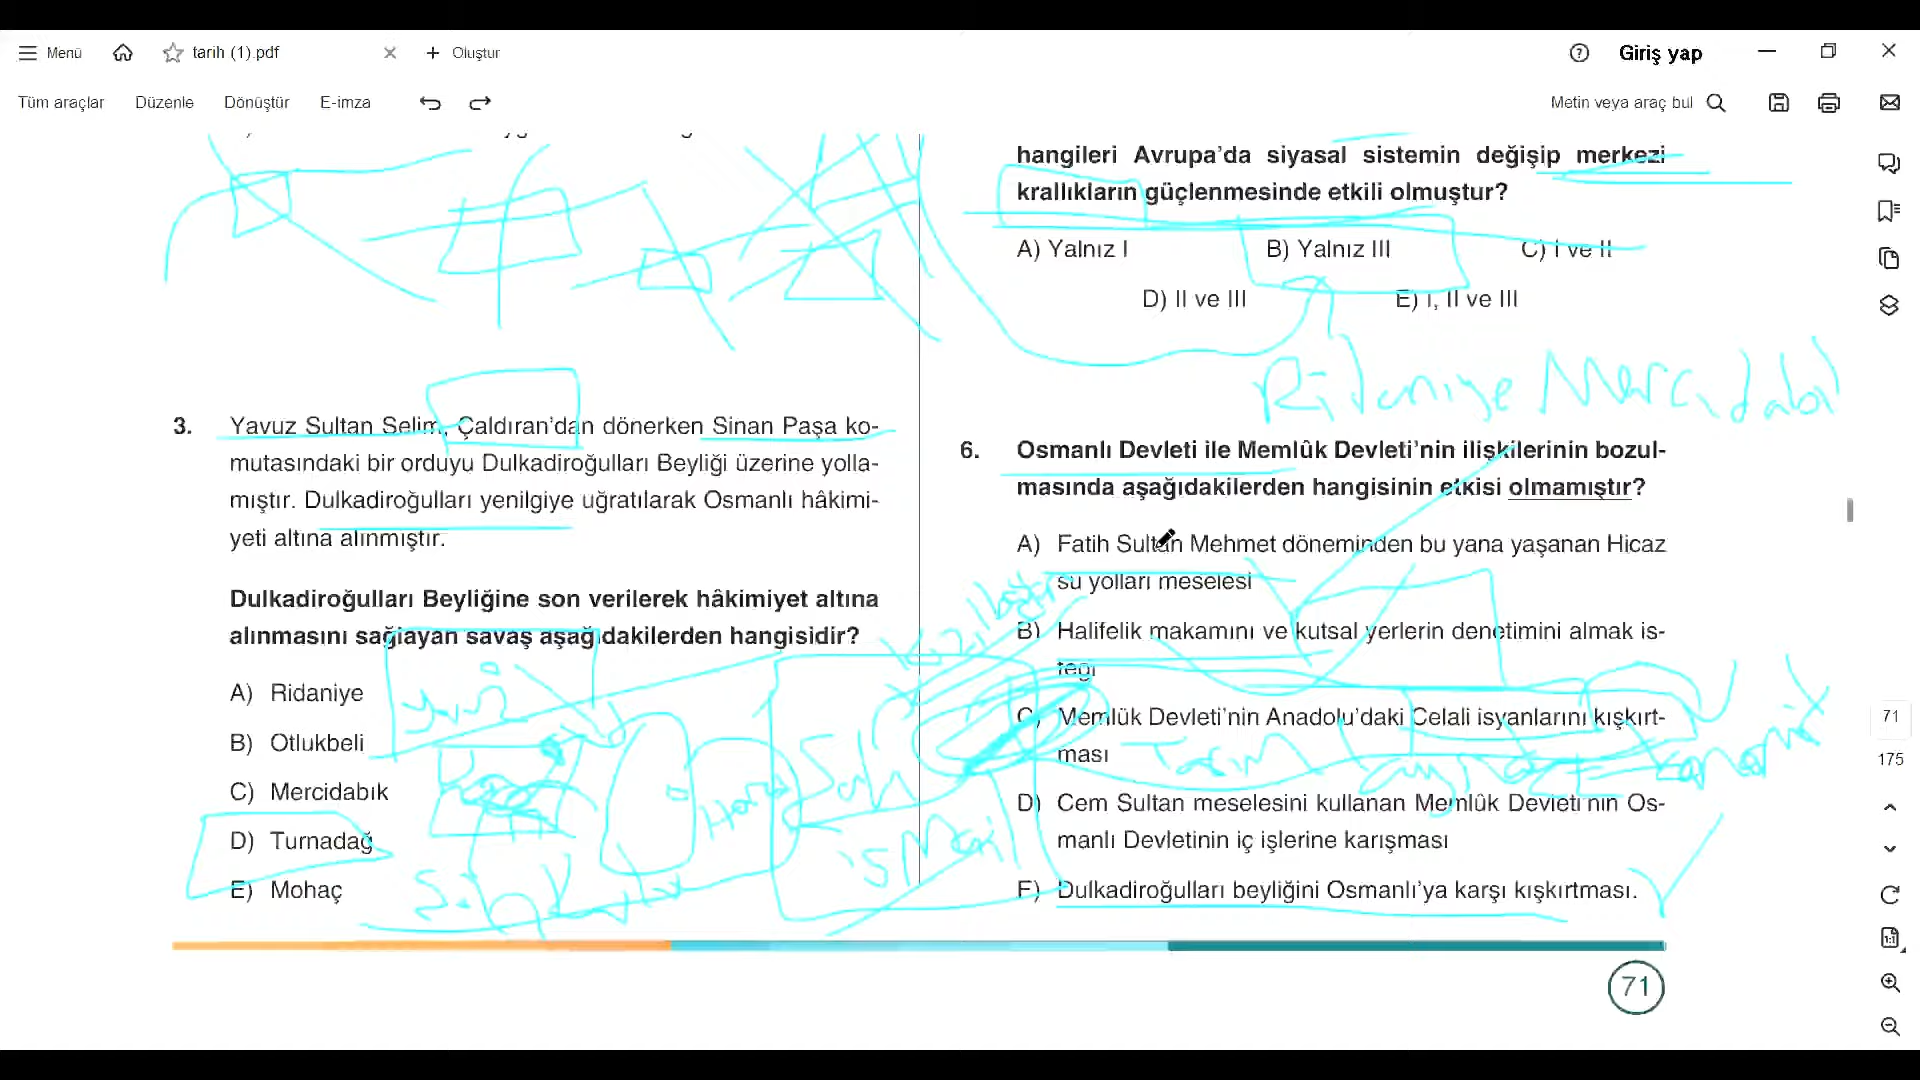 Menü
tarih (1).pdf
Oluştur
Giriş yap
Tüm araçlar
Düzenle
Dönüştür
E-imza
Metin veya araç bul
3. Yavuz Sultan Selim, Çaldıran’dan dönerken Sinan Paşa ko-
mutasındaki bir orduyu Dulkadiroğulları Beyliği üzerine yolla-
mıştır. Dulkadiroğulları yenilgiye uğratılarak Osmanlı hâkimi-
yeti altına alınmıştır.
Dulkadiroğulları Beyliğine son verilerek hâkimiyet altına
alınmasını sağlayan savaş aşağıdakilerden hangisidir?
A) Ridaniye
B) Otlukbeli
C) Mercidabık
D) Turnadağ
E) Mohaç
hangileri Avrupa’da siyasal sistemin değişip merkezi
krallıkların güçlenmesinde etkili olmuştur?
A) Yalnız I
B) Yalnız III
C) I ve II
D) II ve III
E) I, II ve III
Ridaniye Mercidabı
6. Osmanlı Devleti ile Memlûk Devleti’nin ilişkilerinin bozul-
masında aşağıdakilerden hangisinin etkisi olmamıştır?
A) Fatih Sultan Mehmet döneminden bu yana yaşanan Hicaz
su yolları meselesi
B) Halifelik makamını ve kutsal yerlerin denetimini almak is-
teği
C) Memlük Devleti’nin Anadolu’daki Celali isyanlarını kışkırt-
ması
D) Cem Sultan meselesini kullanan Memlûk Devleti’nin Os-
manlı Devletinin iç işlerine karışması
E) Dulkadiroğulları beyliğini Osmanlı’ya karşı kışkırtması.
Şah
ismail
71
71
175